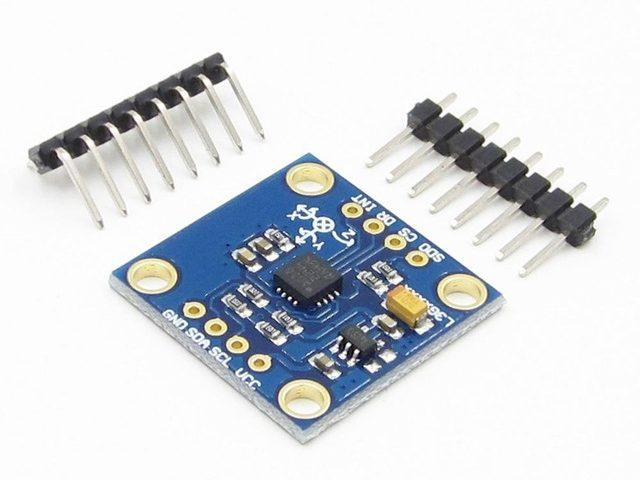 X
Y
Z
INT
DR
CS
SDO
GND SDA SCL VCC